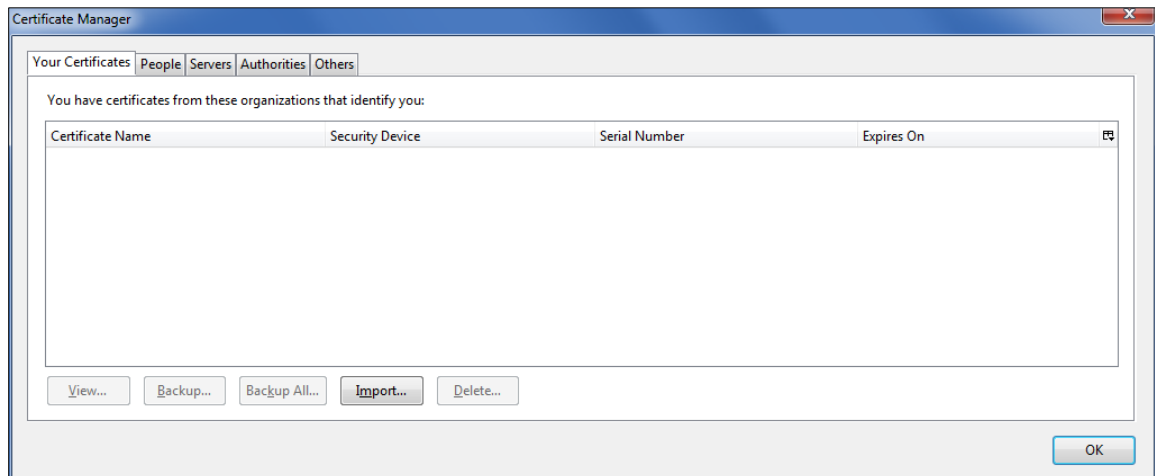 Certificate Manager
Your Certificates People Servers Authorities Others
You have certificates from these organizations that identify you:
Certificate Name Security Device Serial Number Expires On
View... Backup... Backup All... Import... Delete...
OK